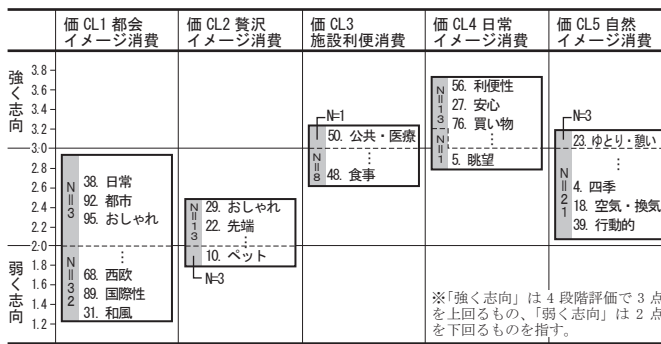 価 CL1 都会
イメージ消費
価 CL2 贅沢
イメージ消費
価 CL3
施設利便消費
価 CL4 日常
イメージ消費
価 CL5 自然
イメージ消費
強く志向
弱く志向
3.8
3.6
3.4
3.2
3.0
2.8
2.6
2.4
2.2
2.0
1.8
1.6
1.4
1.2
N=3
38. 日常
92. 都市
95. おしゃれ
⋮
N=32
68. 西欧
89. 国際性
31. 和風
N=13
29. おしゃれ
22. 先端
⋮
10. ペット
N=3
N=1
50. 公共・医療
⋮
N=8
48. 食事
N=13
56. 利便性
27. 安心
76. 買い物
⋮
N=1
5. 眺望
N=3
23. ゆとり・憩い
⋮
N=21
4. 四季
18. 空気・換気
39. 行動的
※「強く志向」は 4 段階評価で 3 点
を上回るもの、「弱く志向」は 2 点
を下回るものを指す。